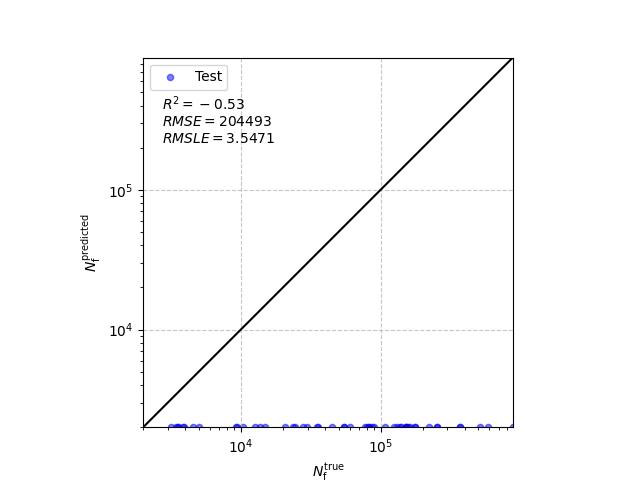 Test
R² = −0.53
RMSE = 204493
RMSLE = 3.5471
10⁵
10⁴
N_f^predicted
10⁴ 10⁵
N_f^true